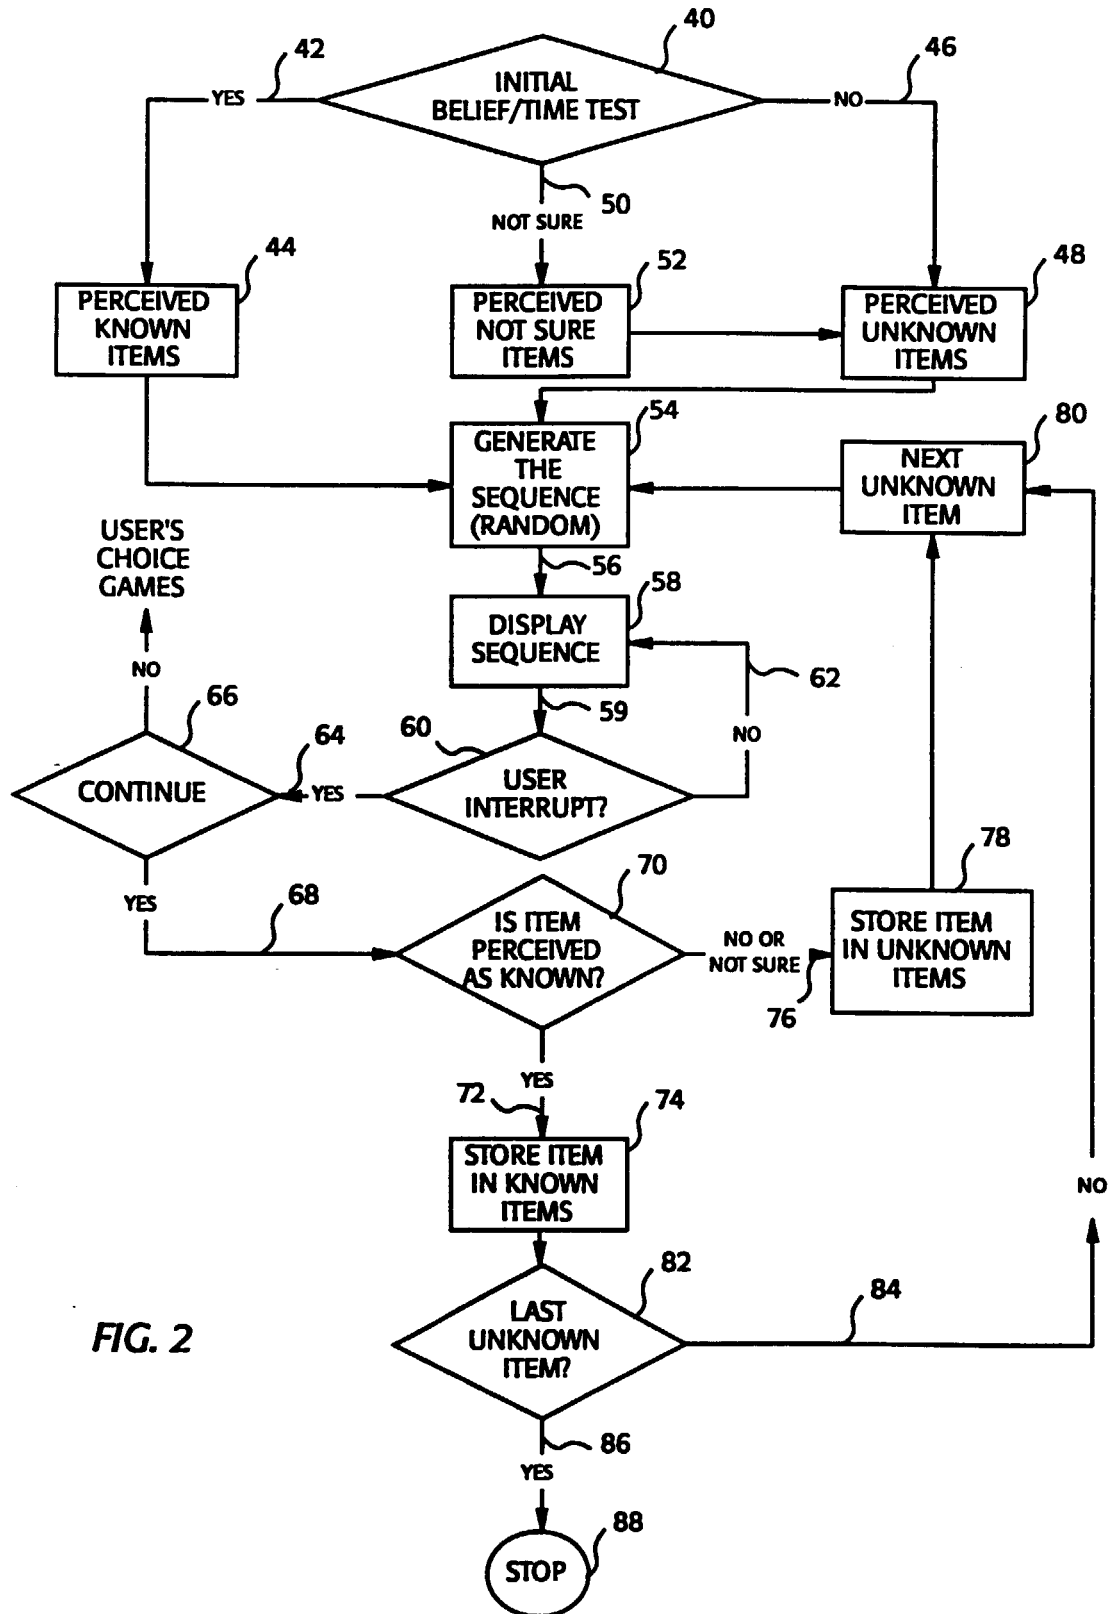 40
42
46
INITIAL
BELIEF/TIME TEST
YES
NO
50
NOT SURE
44
52
48
PERCEIVED
KNOWN
ITEMS
PERCEIVED
NOT SURE
ITEMS
PERCEIVED
UNKNOWN
ITEMS
54
80
GENERATE
THE
SEQUENCE
(RANDOM)
NEXT
UNKNOWN
ITEM
USER'S
CHOICE
GAMES
56
58
DISPLAY
SEQUENCE
NO
62
66
59
64
60
NO
CONTINUE
YES
USER
INTERRUPT?
70
78
YES
68
IS ITEM
PERCEIVED
AS KNOWN?
NO OR
NOT SURE
STORE ITEM
IN UNKNOWN
ITEMS
76
YES
72
74
STORE ITEM
IN KNOWN
ITEMS
NO
82
84
LAST
UNKNOWN
ITEM?
FIG. 2
86
YES
88
STOP